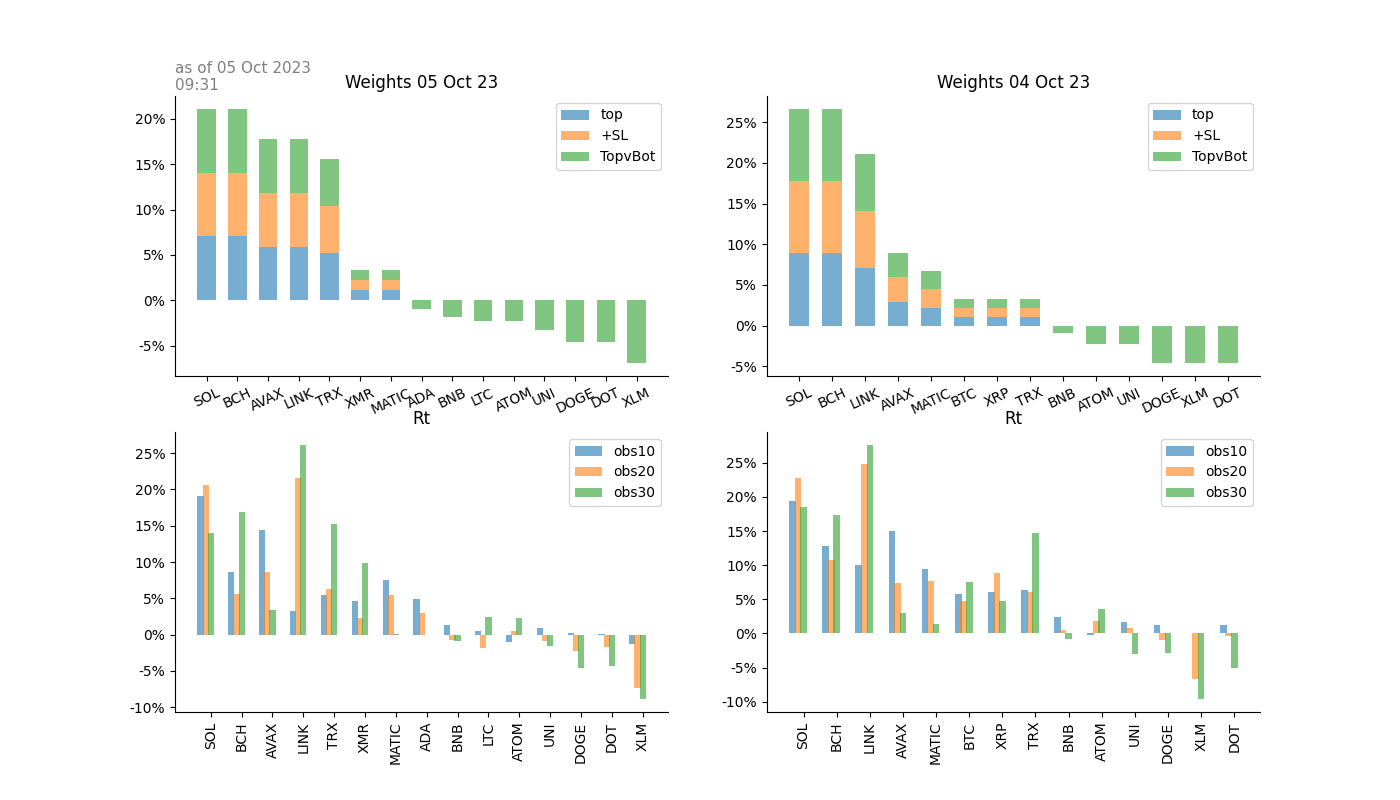 as of 05 Oct 2023
09:31
Weights 05 Oct 23
20%
15%
10%
5%
0%
-5%
top
+SL
TopvBot
SOL BCH AVAX LINK TRX XMR MATIC ADA BNB LTC ATOM UNI DOGE DOT XLM
Weights 04 Oct 23
25%
20%
15%
10%
5%
0%
-5%
top
+SL
TopvBot
SOL BCH LINK AVAX MATIC BTC XRP TRX BNB ATOM UNI DOGE XLM DOT
Rt
25%
20%
15%
10%
5%
0%
-5%
-10%
obs10
obs20
obs30
SOL BCH AVAX LINK TRX XMR MATIC ADA BNB LTC ATOM UNI DOGE DOT XLM
Rt
25%
20%
15%
10%
5%
0%
-5%
-10%
obs10
obs20
obs30
SOL BCH LINK AVAX MATIC BTC XRP TRX BNB ATOM UNI DOGE XLM DOT